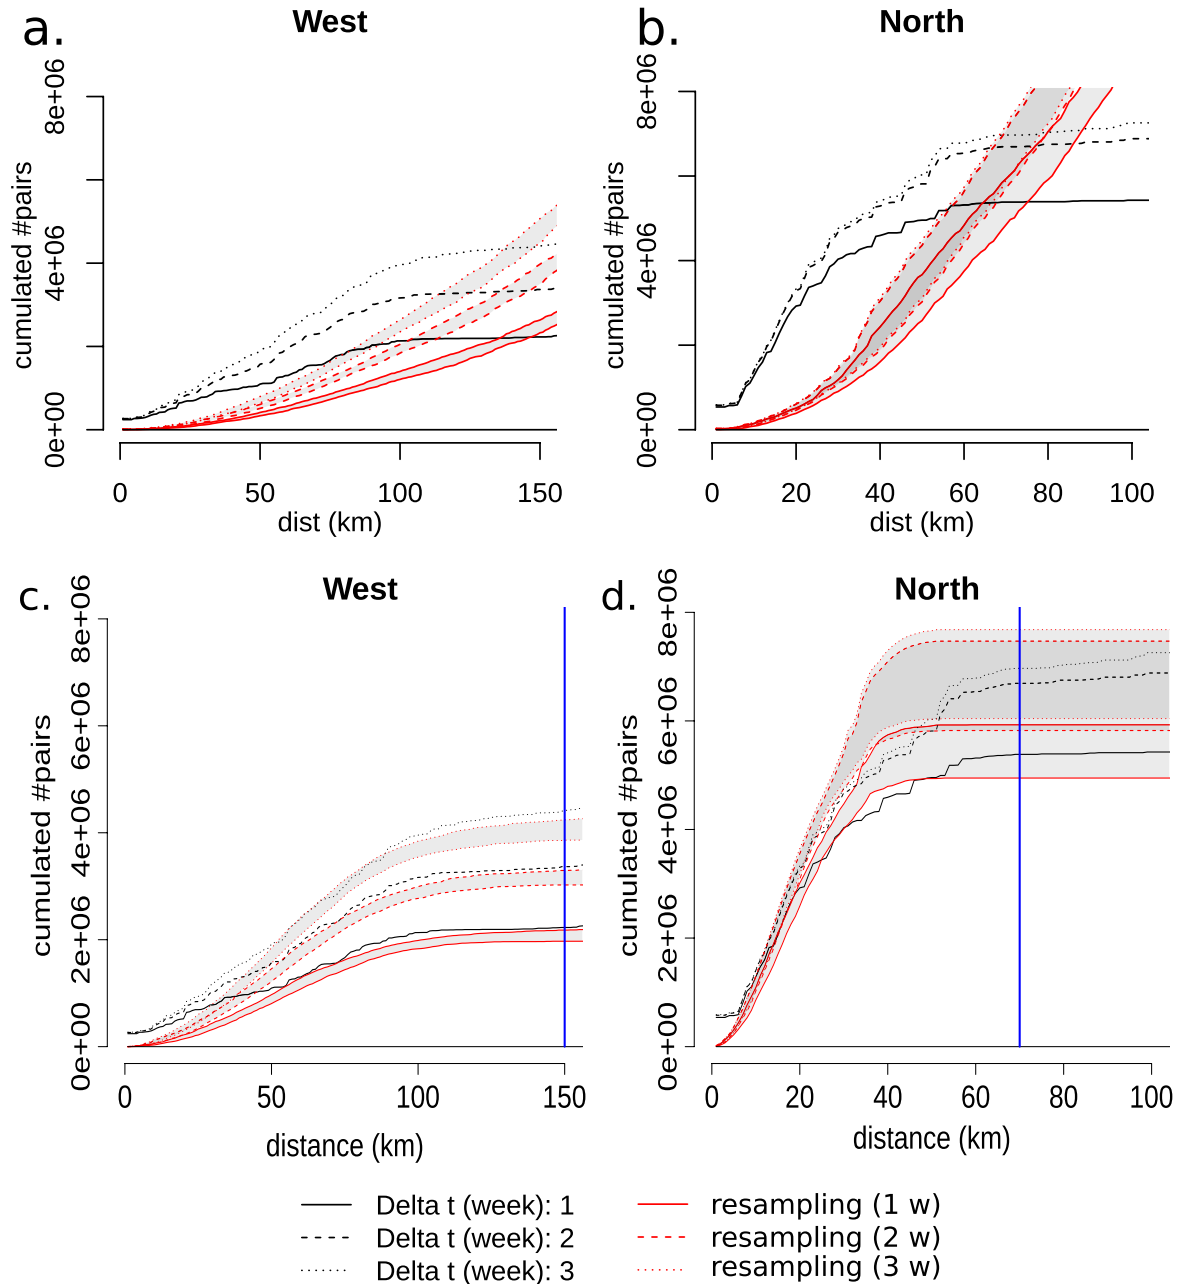 a.
West
cumulated #pairs
0e+00
4e+06
8e+06
0
50
100
150
dist (km)
b.
North
cumulated #pairs
0e+00
4e+06
8e+06
0
20
40
60
80
100
dist (km)
c.
West
cumulated #pairs
0e+00
2e+06
4e+06
6e+06
8e+06
0
50
100
150
distance (km)
d.
North
cumulated #pairs
0e+00
2e+06
4e+06
6e+06
8e+06
0
20
40
60
80
100
distance (km)
Delta t (week): 1
Delta t (week): 2
Delta t (week): 3
resampling (1 w)
resampling (2 w)
resampling (3 w)